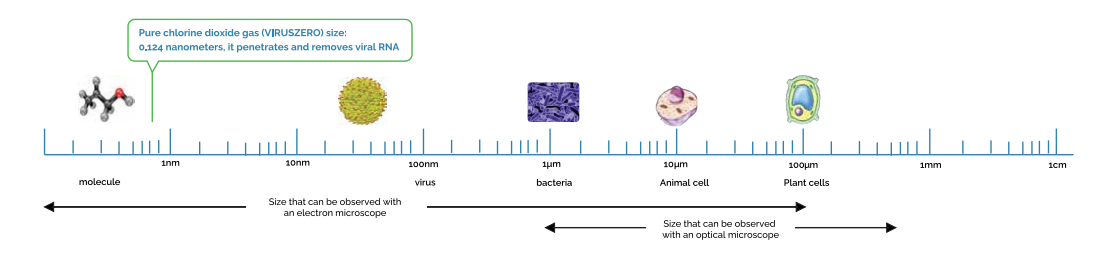 Pure chlorine dioxide gas (VIRUSZERO) size:
0.124 nanometers, it penetrates and removes viral RNA
1nm
10nm
100nm
1μm
10μm
100μm
1mm
1cm
molecule
virus
bacteria
Animal cell
Plant cells
Size that can be observed with
an electron microscope
Size that can be observed
with an optical microscope